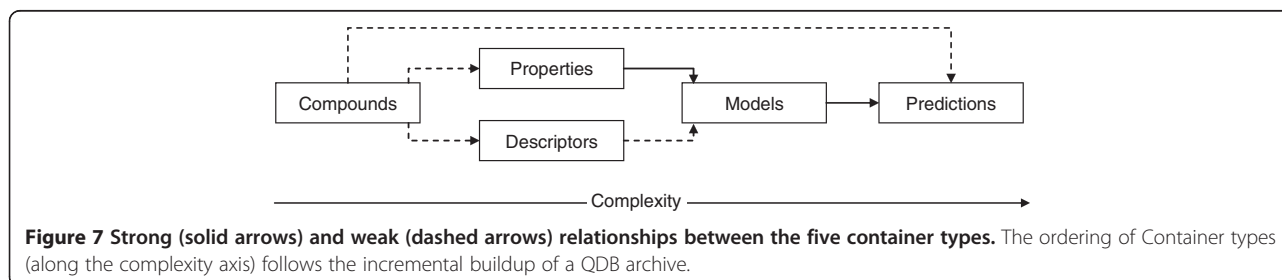 Properties
Compounds
Models
Predictions
Descriptors
Complexity
Figure 7 Strong (solid arrows) and weak (dashed arrows) relationships between the five container types. The ordering of Container types
(along the complexity axis) follows the incremental buildup of a QDB archive.